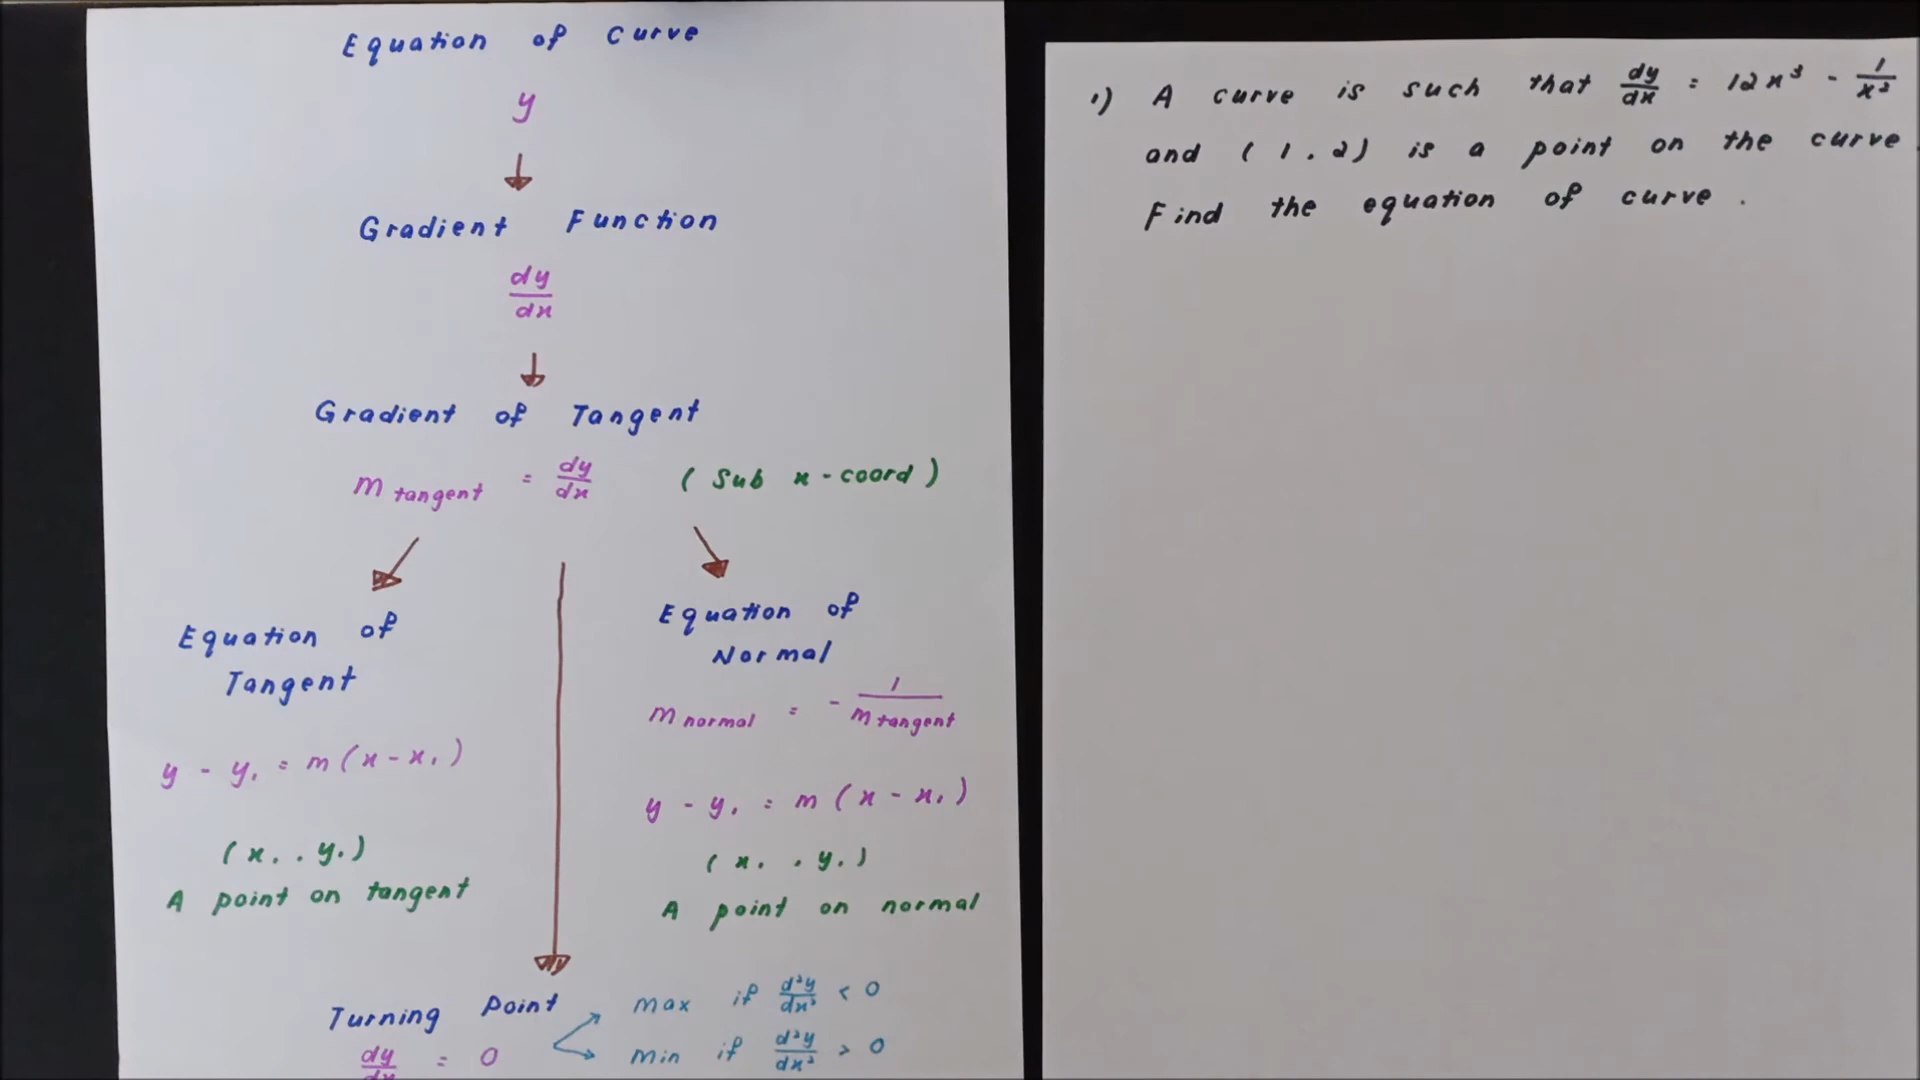 Equation of curve
y
Gradient Function
dy/dx
Gradient of Tangent
m tangent = dy/dx (Sub x-coord)
Equation of
Tangent
y - y₁ = m(x - x₁)
(x₁, y₁)
A point on tangent
Equation of
Normal
m normal = - 1/m tangent
y - y₁ = m(x - x₁)
(x₁, y₁)
A point on normal
Turning Point
dy/dx = 0
max if d²y/dx² < 0
min if d²y/dx² > 0
1) A curve is such that dy/dx = 12x³ - 1/x²
and (1, 2) is a point on the curve.
Find the equation of curve.